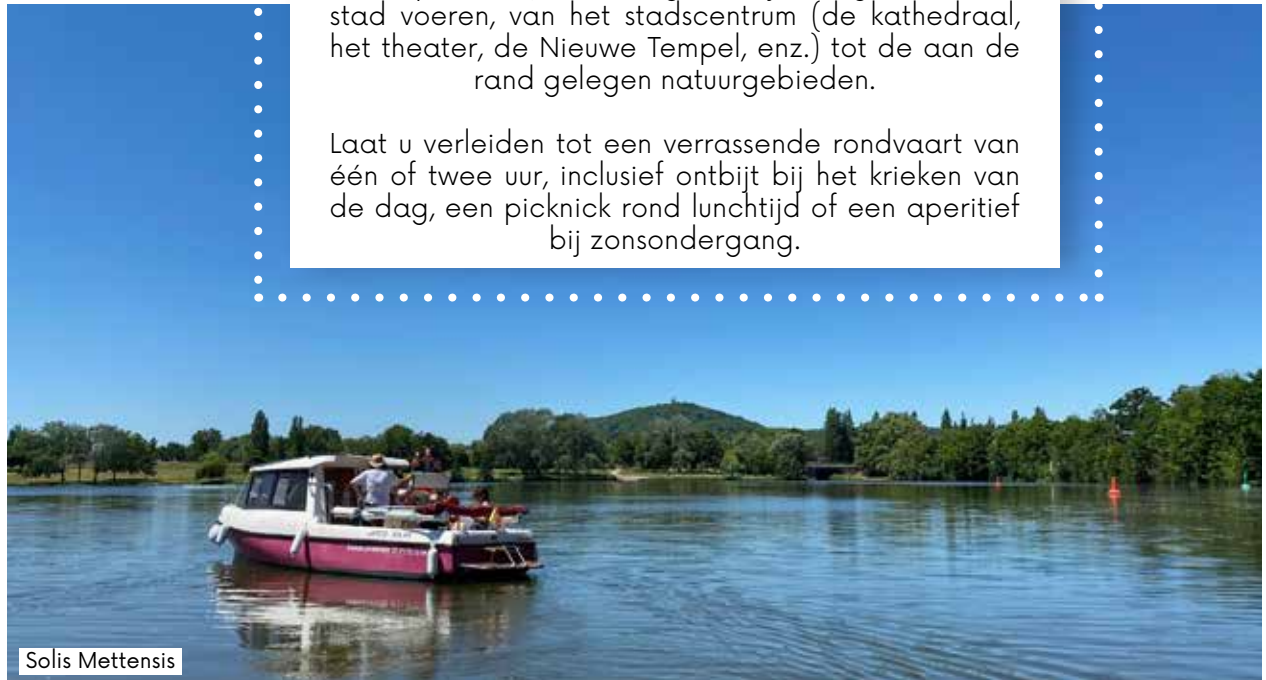 stad voeren, van het stadscentrum (de kathedraal,
het theater, de Nieuwe Tempel, enz.) tot de aan de
rand gelegen natuurgebieden.
Laat u verleiden tot een verrassende rondvaart van
één of twee uur, inclusief ontbijt bij het krieken van
de dag, een picknick rond lunchtijd of een aperitief
bij zonsondergang.
Solis Mettensis